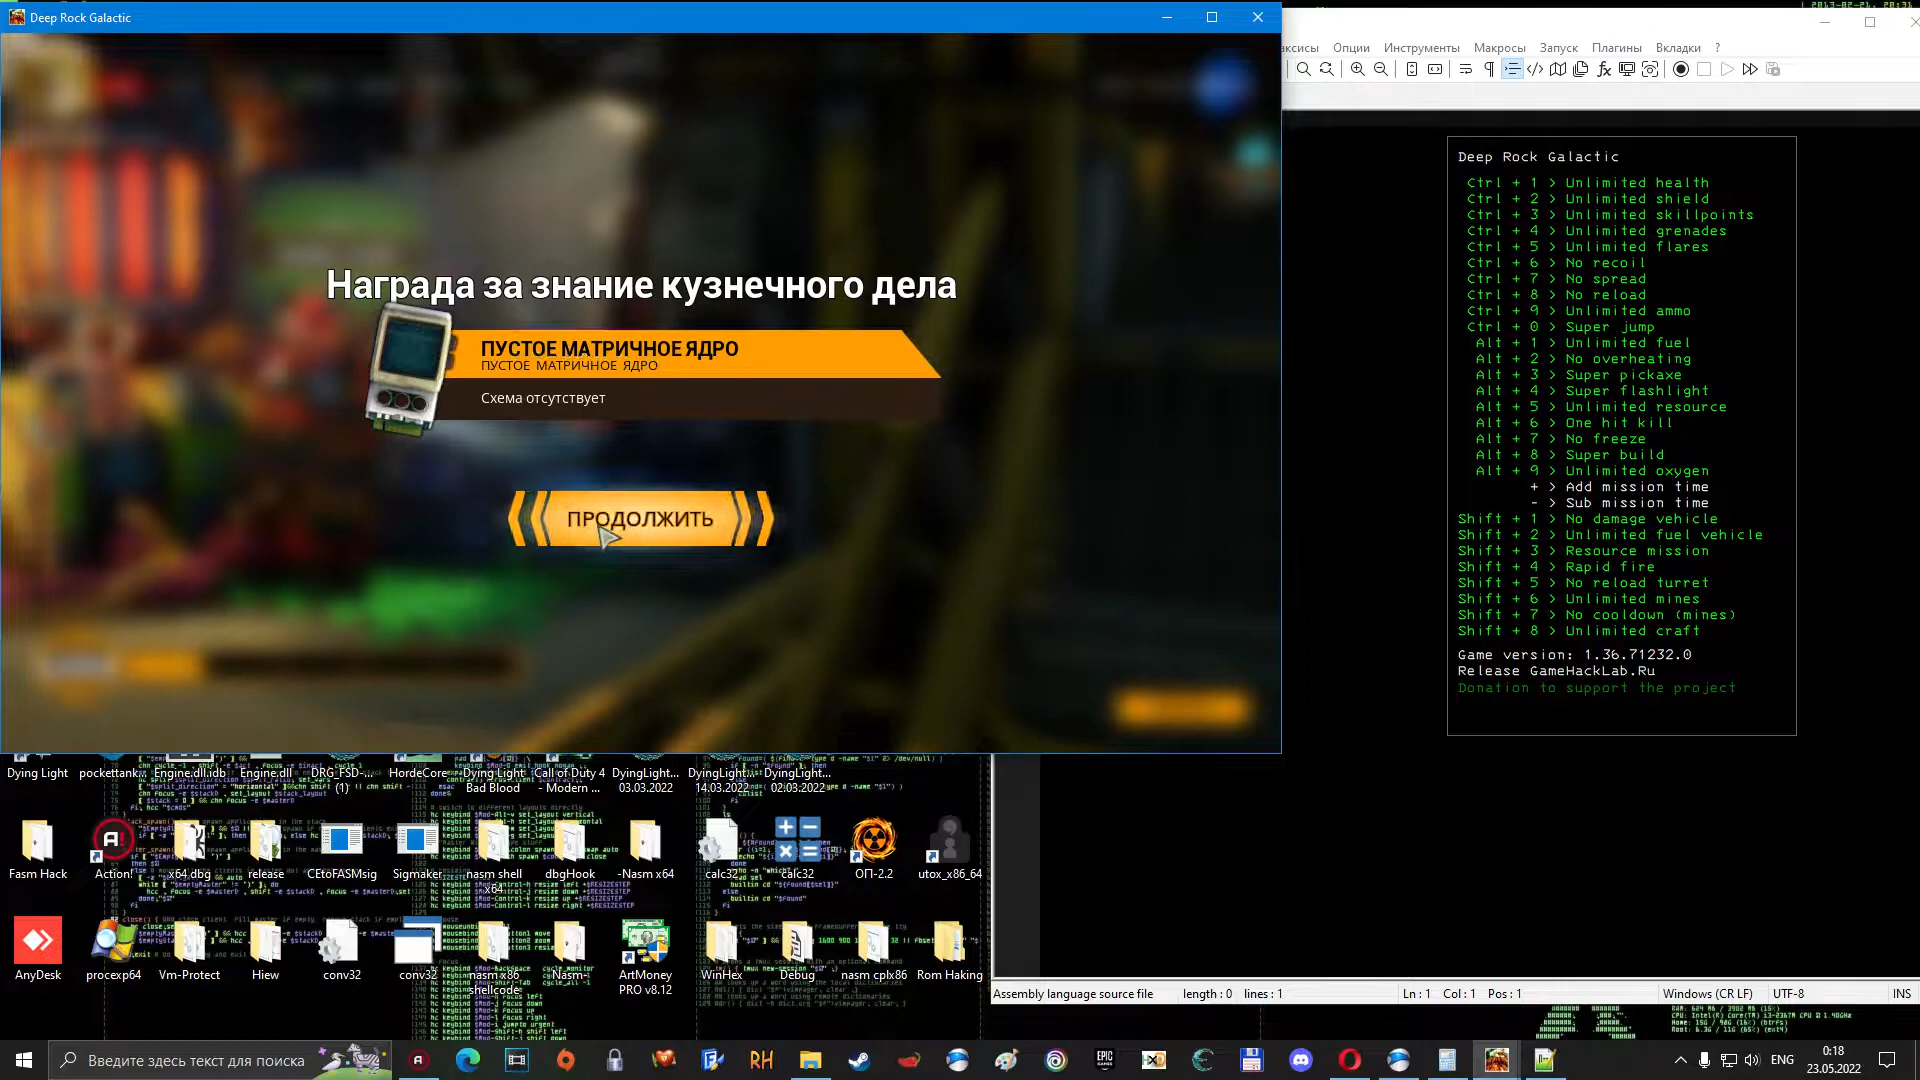 Deep Rock Galactic
Награда за знание кузнечного дела
ПУСТОЕ МАТРИЧНОЕ ЯДРО
ПУСТОЕ МАТРИЧНОЕ ЯДРО
Схема отсутствует
ПРОДОЛЖИТЬ
Опции Инструменты Макросы Запуск Плагины Вкладки ?
Deep Rock Galactic
Ctrl + 1 > Unlimited health
Ctrl + 2 > Unlimited shield
Ctrl + 3 > Unlimited skillpoints
Ctrl + 4 > Unlimited grenades
Ctrl + 5 > Unlimited flares
Ctrl + 6 > No recoil
Ctrl + 7 > No spread
Ctrl + 8 > No reload
Ctrl + 9 > Unlimited ammo
Ctrl + 0 > Super jump
Alt + 1 > Unlimited fuel
Alt + 2 > No overheating
Alt + 3 > Super pickaxe
Alt + 4 > Super flashlight
Alt + 5 > Unlimited resource
Alt + 6 > One hit kill
Alt + 7 > No freeze
Alt + 8 > Super build
Alt + 9 > Unlimited oxygen
+ > Add mission time
- > Sub mission time
Shift + 1 > No damage vehicle
Shift + 2 > Unlimited fuel vehicle
Shift + 3 > Resource mission
Shift + 4 > Rapid fire
Shift + 5 > No reload turret
Shift + 6 > Unlimited mines
Shift + 7 > No cooldown (mines)
Shift + 8 > Unlimited craft
Game version: 1.36.71232.0
Release GameHackLab.Ru
Donation to support the project
Dying Light pockettank... Engine.dll.idb Engine.dll DRG_FSD-... (1) HordeCore Dying Light Bad Blood Call of Duty 4 - Modern ... DyingLight... 03.03.2022 DyingLight... 14.03.2022 DyingLight... 02.03.2022
Fasm Hack Action! x64.dbg release CEtoFASMsig Sigmaker nasm shell x64 dbgHook -Nasm x64 calc32 calc32 ОП-2.2 utox_x86_64
AnyDesk procexp64 Vm-Protect Hiew conv32 conv32 nasm x86 shellcode -Nasm- ArtMoney PRO v8.12 WinHex Debug nasm cplx86 Rom Haking
Assembly language source file length : 0 lines : 1 Ln : 1 Col : 1 Pos : 1 Windows (CR LF) UTF-8 INS
Введите здесь текст для поиска
ENG
0:18
23.05.2022